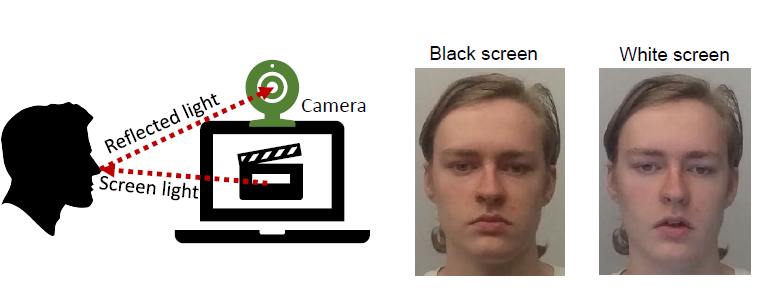 Reflected light
Screen light
Camera
Black screen
White screen